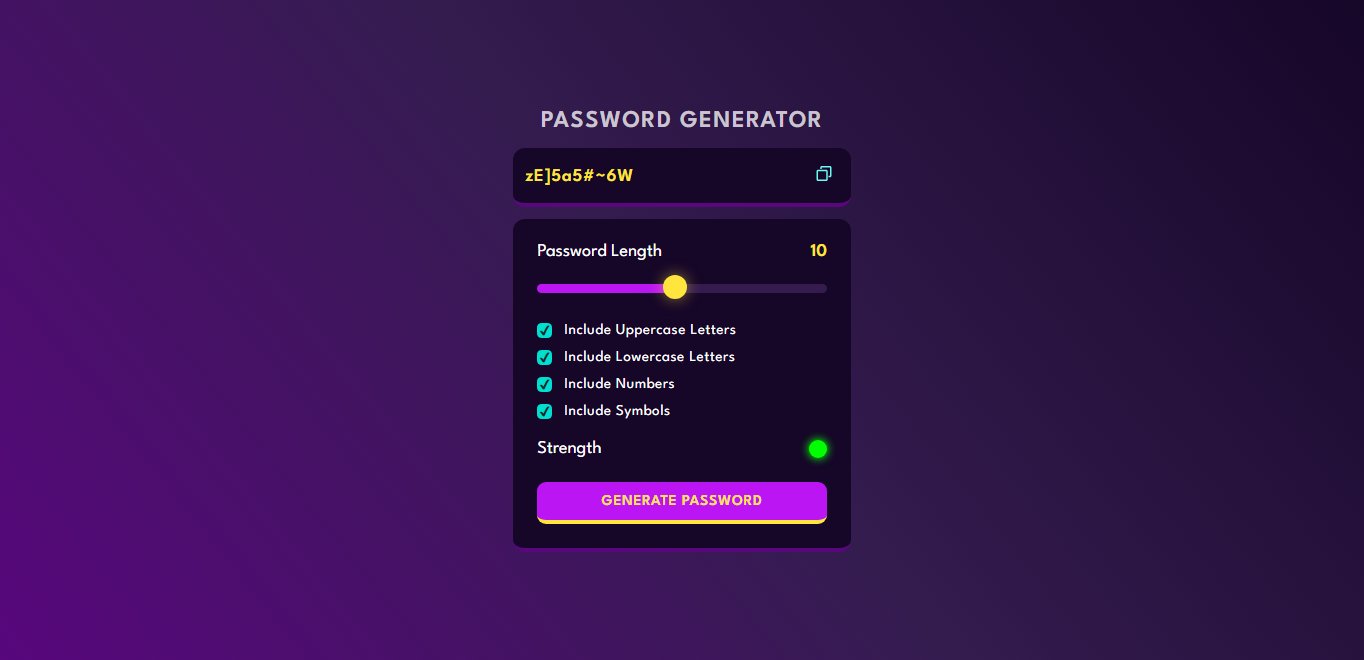 PASSWORD GENERATOR
zE]5a5#~6W
Password Length 10
Include Uppercase Letters
Include Lowercase Letters
Include Numbers
Include Symbols
Strength
GENERATE PASSWORD